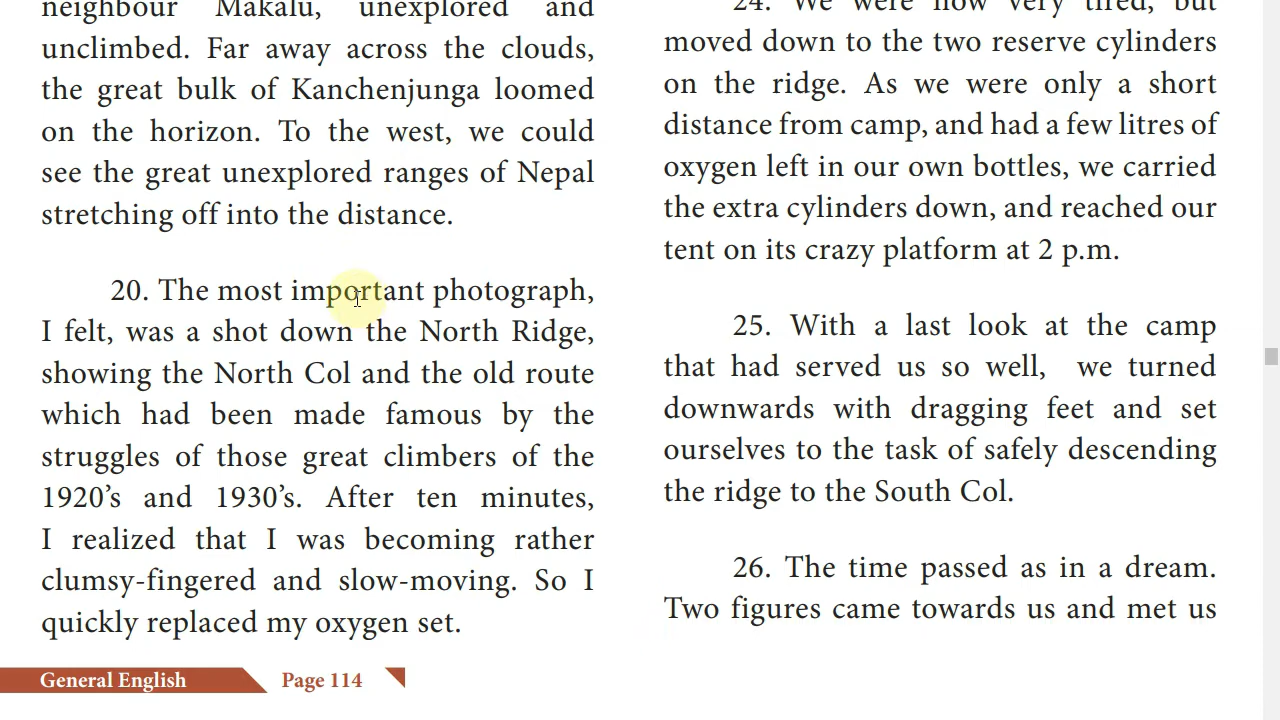 neighbour Makalu, unexplored and
unclimbed. Far away across the clouds,
the great bulk of Kanchenjunga loomed
on the horizon. To the west, we could
see the great unexplored ranges of Nepal
stretching off into the distance.
20. The most important photograph,
I felt, was a shot down the North Ridge,
showing the North Col and the old route
which had been made famous by the
struggles of those great climbers of the
1920’s and 1930’s. After ten minutes,
I realized that I was becoming rather
clumsy-fingered and slow-moving. So I
quickly replaced my oxygen set.
24. We were now very tired, but
moved down to the two reserve cylinders
on the ridge. As we were only a short
distance from camp, and had a few litres of
oxygen left in our own bottles, we carried
the extra cylinders down, and reached our
tent on its crazy platform at 2 p.m.
25. With a last look at the camp
that had served us so well, we turned
downwards with dragging feet and set
ourselves to the task of safely descending
the ridge to the South Col.
26. The time passed as in a dream.
Two figures came towards us and met us
General English Page 114